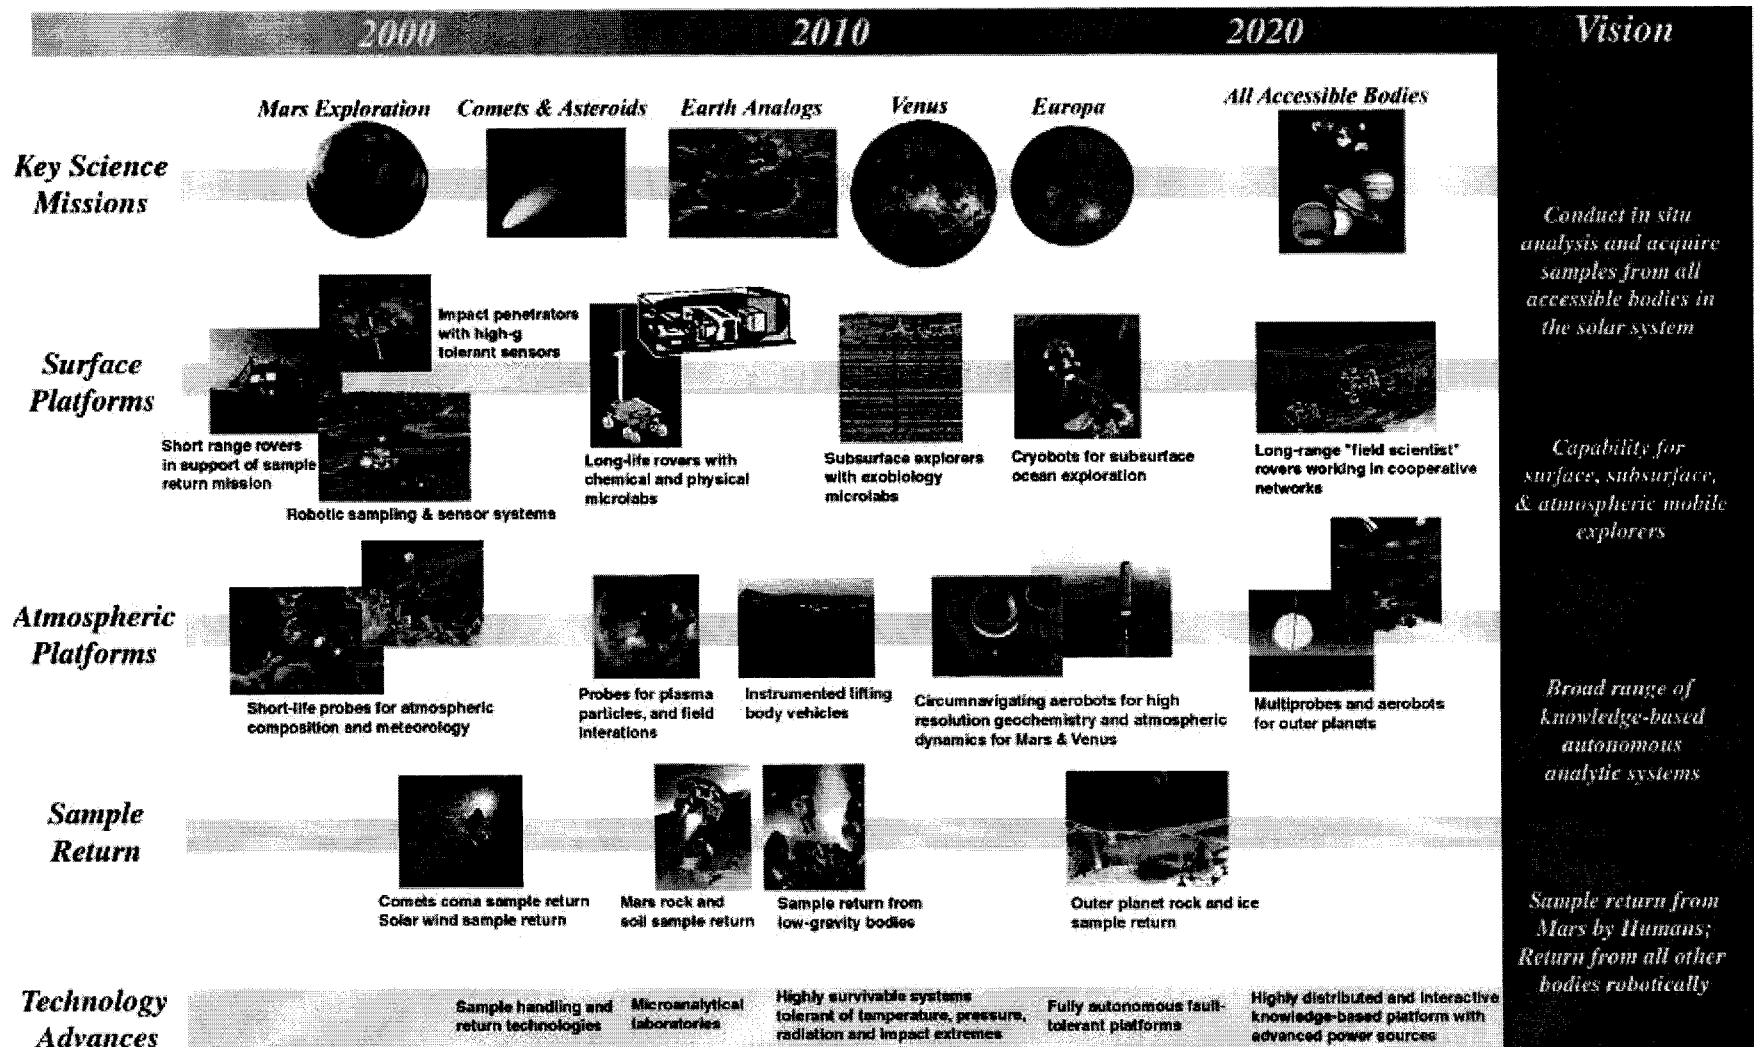 2000
2010
2020
Vision
Mars Exploration
Comets & Asteroids
Earth Analogs
Venus
Europa
All Accessible Bodies
Key Science
Missions
Conduct in situ
analysis and acquire
samples from all
accessible bodies in
the solar system
Surface
Platforms
Impact penetrators
with high-g
tolerant sensors
Short range rovers
in support of sample
return mission
Robotic sampling & sensor systems
Long-life rovers with
chemical and physical
microlabs
Subsurface explorers
with exobiology
microlabs
Cryobots for subsurface
ocean exploration
Long-range "field scientist"
rovers working in cooperative
networks
Capability for
surface, subsurface,
& atmospheric mobile
explorers
Atmospheric
Platforms
Short-life probes for atmospheric
composition and meteorology
Probes for plasma
particles, and field
interations
Instrumented lifting
body vehicles
Circumnavigating aerobots for high
resolution geochemistry and atmospheric
dynamics for Mars & Venus
Multiprobes and aerobots
for outer planets
Broad range of
knowledge-based
autonomous
analytic systems
Sample
Return
Comets coma sample return
Solar wind sample return
Mars rock and
soil sample return
Sample return from
low-gravity bodies
Outer planet rock and ice
sample return
Sample return from
Mars by Humans;
Return from all other
bodies robotically
Technology
Advances
Sample handling and
return technologies
Microanalytical
laboratories
Highly survivable systems
tolerant of temperature, pressure,
radiation and impact extremes
Fully autonomous fault-
tolerant platforms
Highly distributed and interactive
knowledge-based platform with
advanced power sources